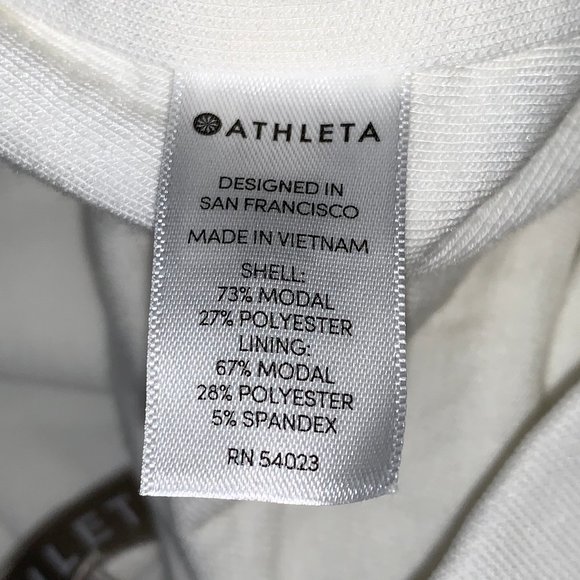 ATHLETA
DESIGNED IN
SAN FRANCISCO
MADE IN VIETNAM
SHELL:
73% MODAL
27% POLYESTER
LINING:
67% MODAL
28% POLYESTER
5% SPANDEX
RN 54023